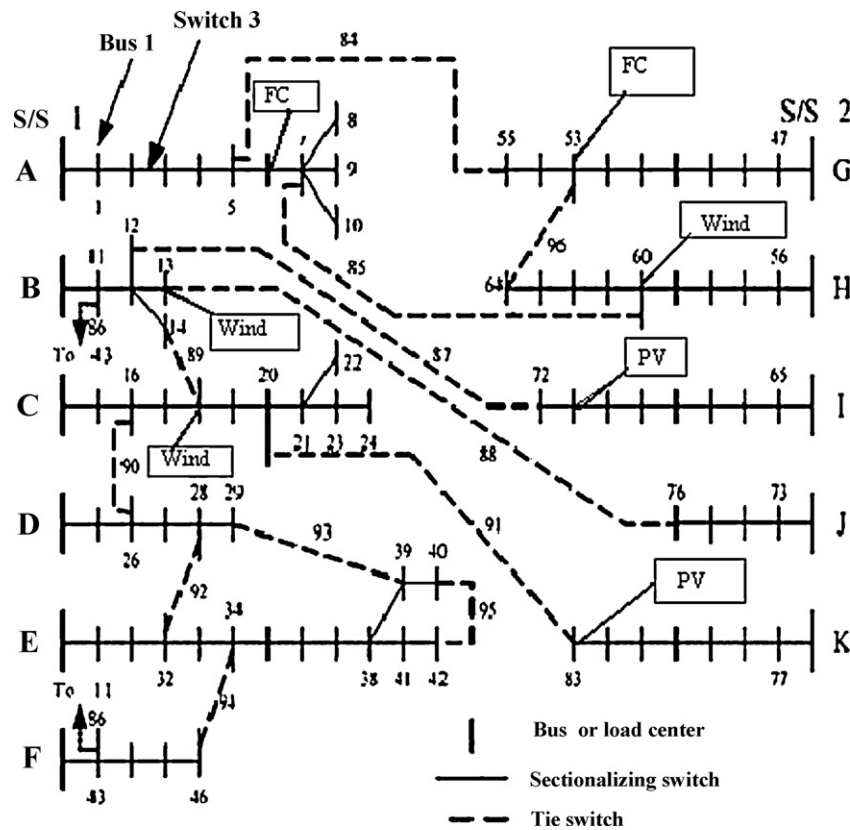 Switch 3
Bus 1
84
FC
FC
S/S 1
S/S 2
8
7
55
53
47
A
9
G
1
5
10
12
96
Wind
11
13
85
60
56
B
64
H
86
14
Wind
To 43
89
22
87
PV
16
20
72
65
C
I
21
23
24
88
90
Wind
28
29
91
76
73
D
93
J
26
39
40
92
PV
34
95
E
K
32
38
41
42
83
77
To 11
94
86
F
Bus or load center
43
46
Sectionalizing switch
Tie switch